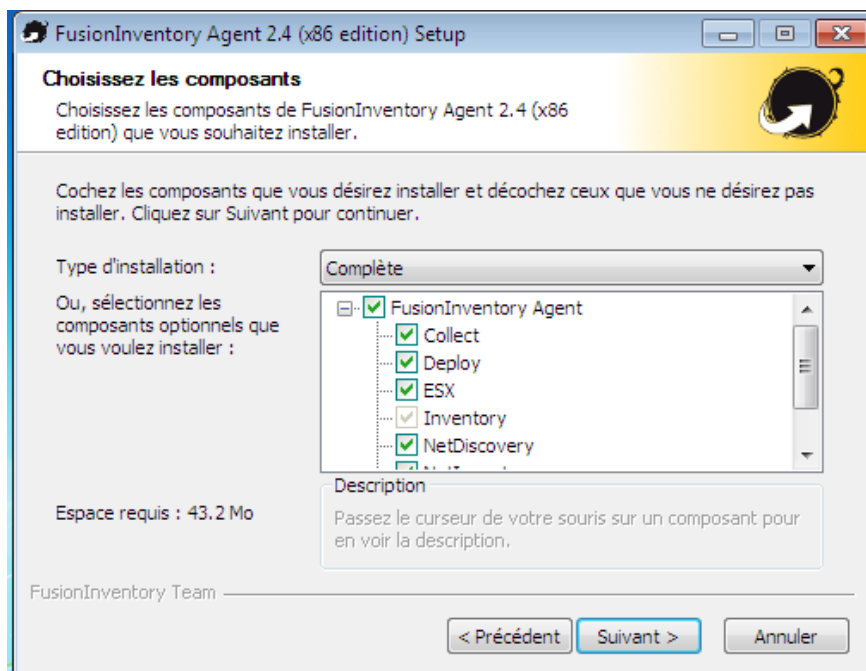 FusionInventory Agent 2.4 (x86 edition) Setup
Choisissez les composants
Choisissez les composants de FusionInventory Agent 2.4 (x86
edition) que vous souhaitez installer.
Cochez les composants que vous désirez installer et décochez ceux que vous ne désirez pas
installer. Cliquez sur Suivant pour continuer.
Type d'installation :
Complète
Ou, sélectionnez les
composants optionnels que
vous voulez installer :
FusionInventory Agent
Collect
Deploy
ESX
Inventory
NetDiscovery
Espace requis : 43.2 Mo
Description
Passez le curseur de votre souris sur un composant pour
en voir la description.
FusionInventory Team
< Précédent
Suivant >
Annuler